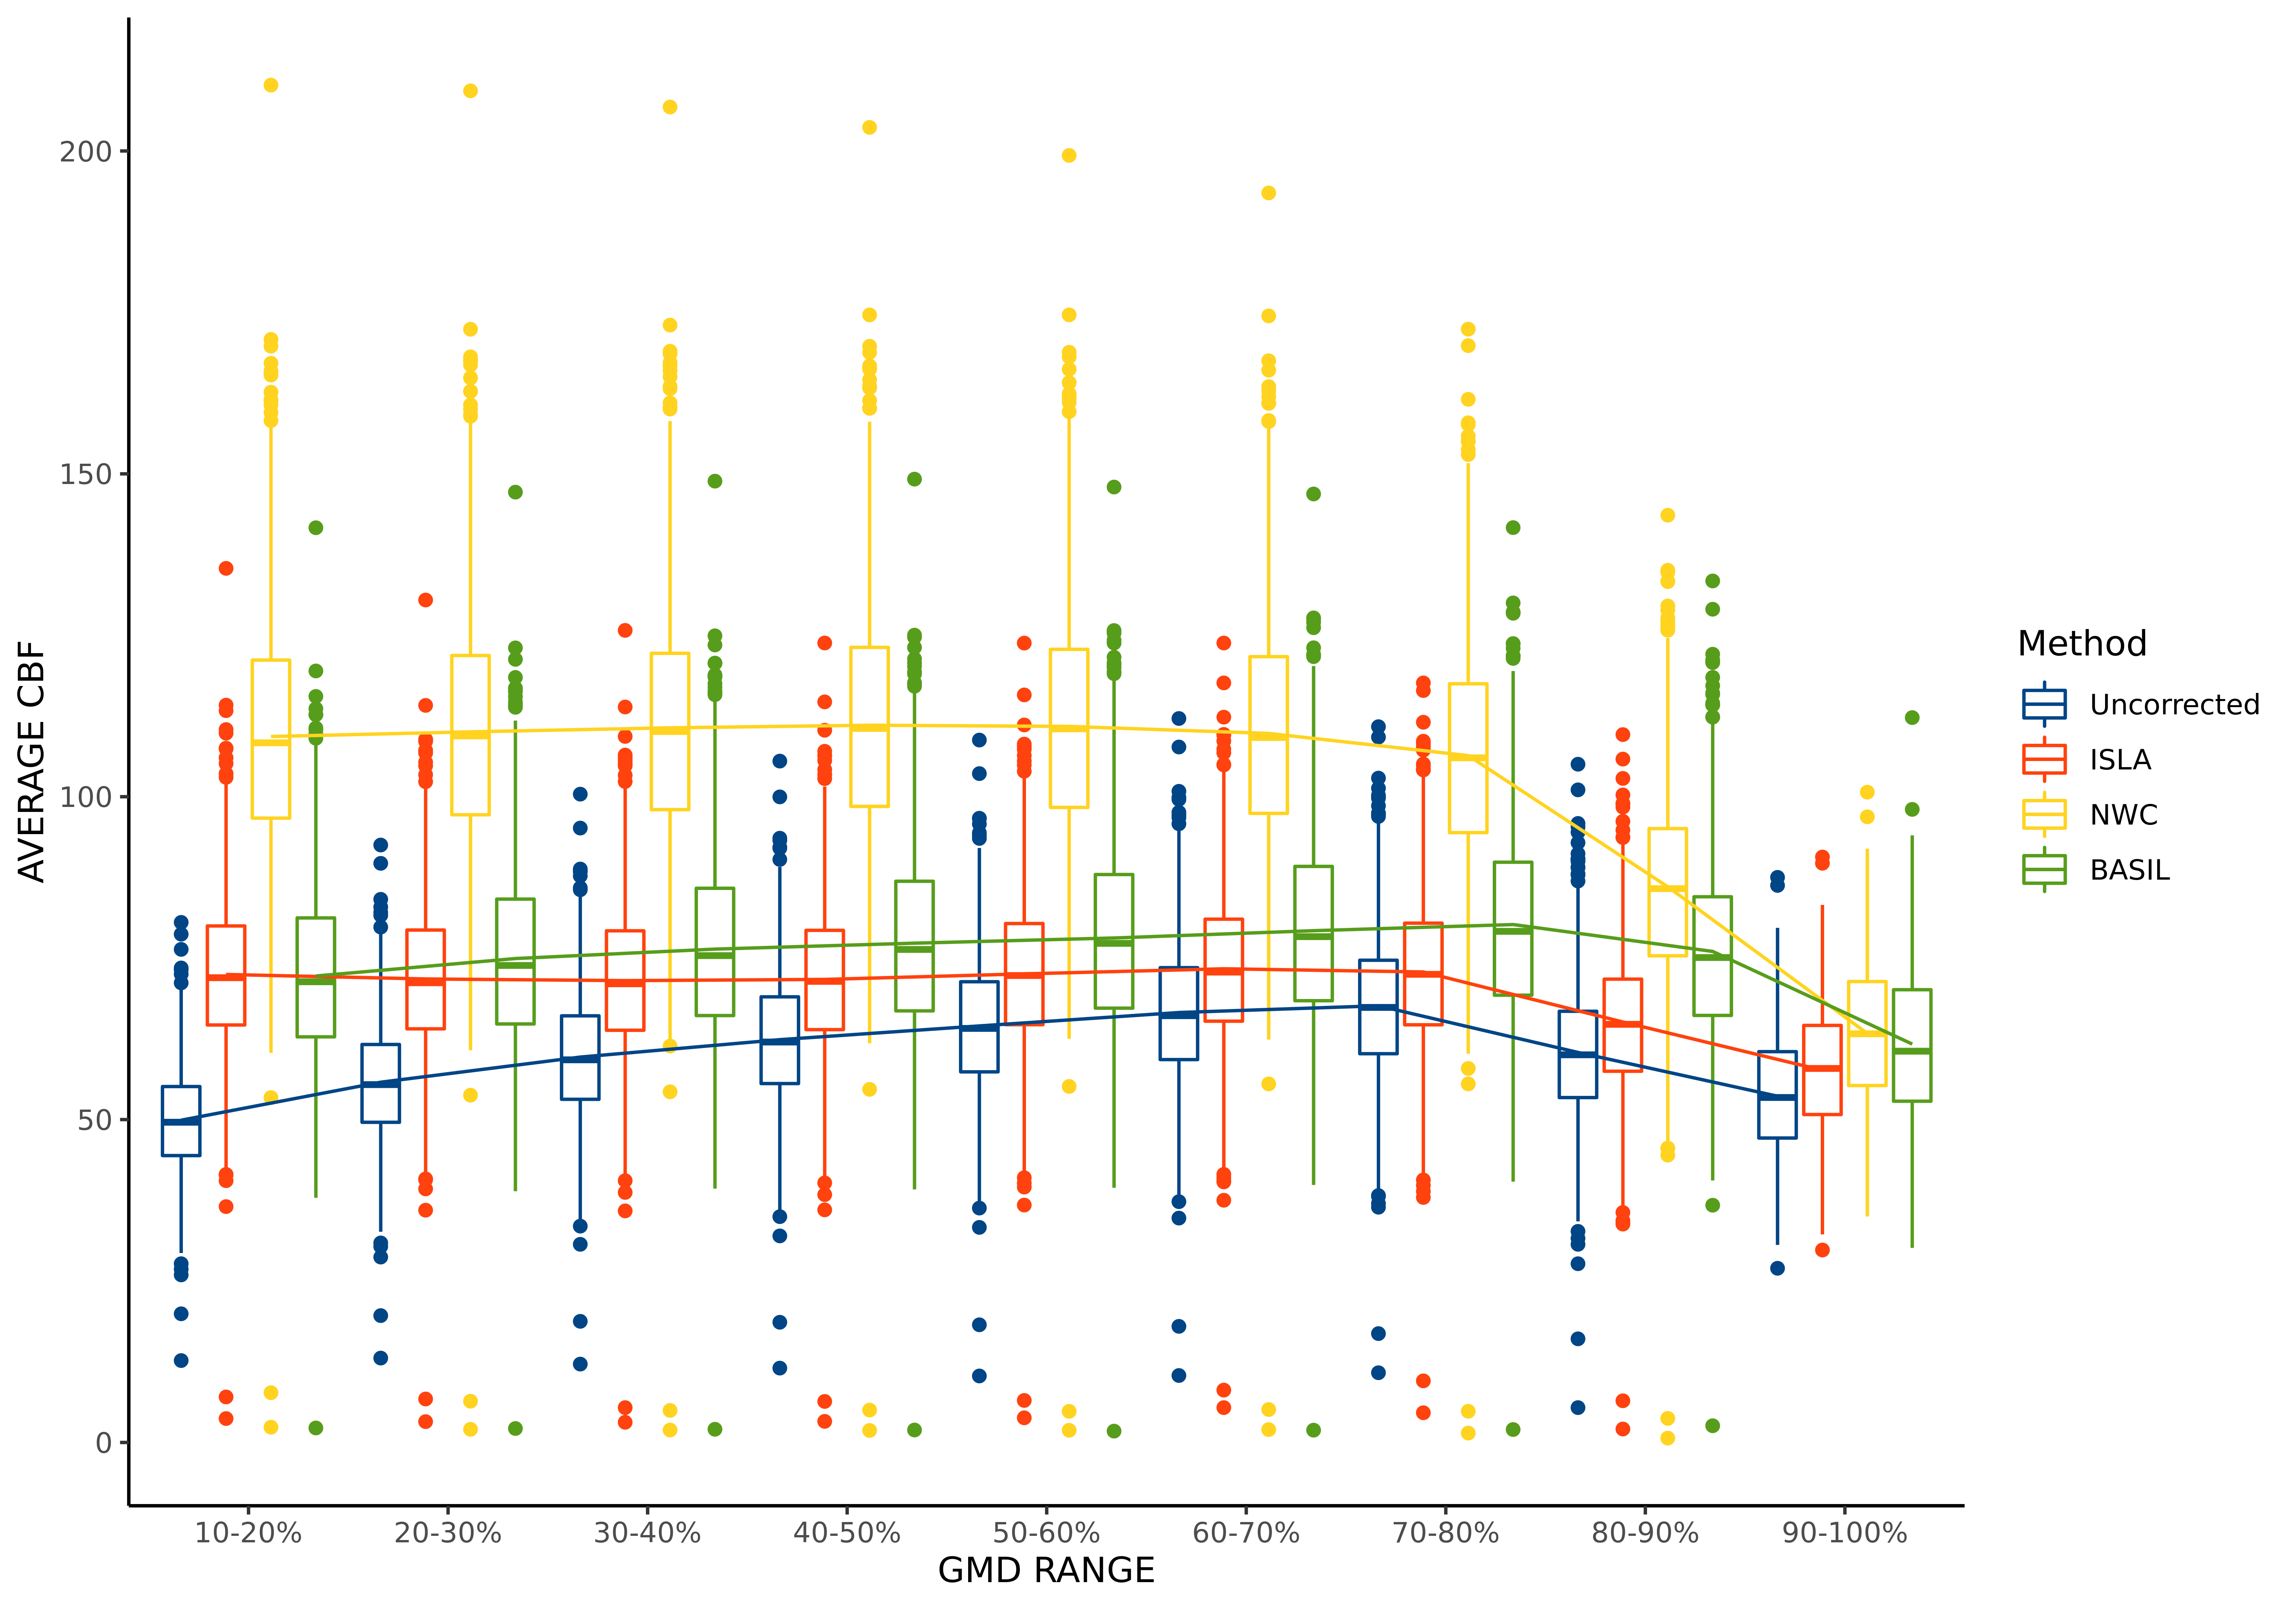 AVERAGE CBF
200
150
100
50
0
10-20% 20-30% 30-40% 40-50% 50-60% 60-70% 70-80% 80-90% 90-100%
GMD RANGE
Method
Uncorrected
ISLA
NWC
BASIL